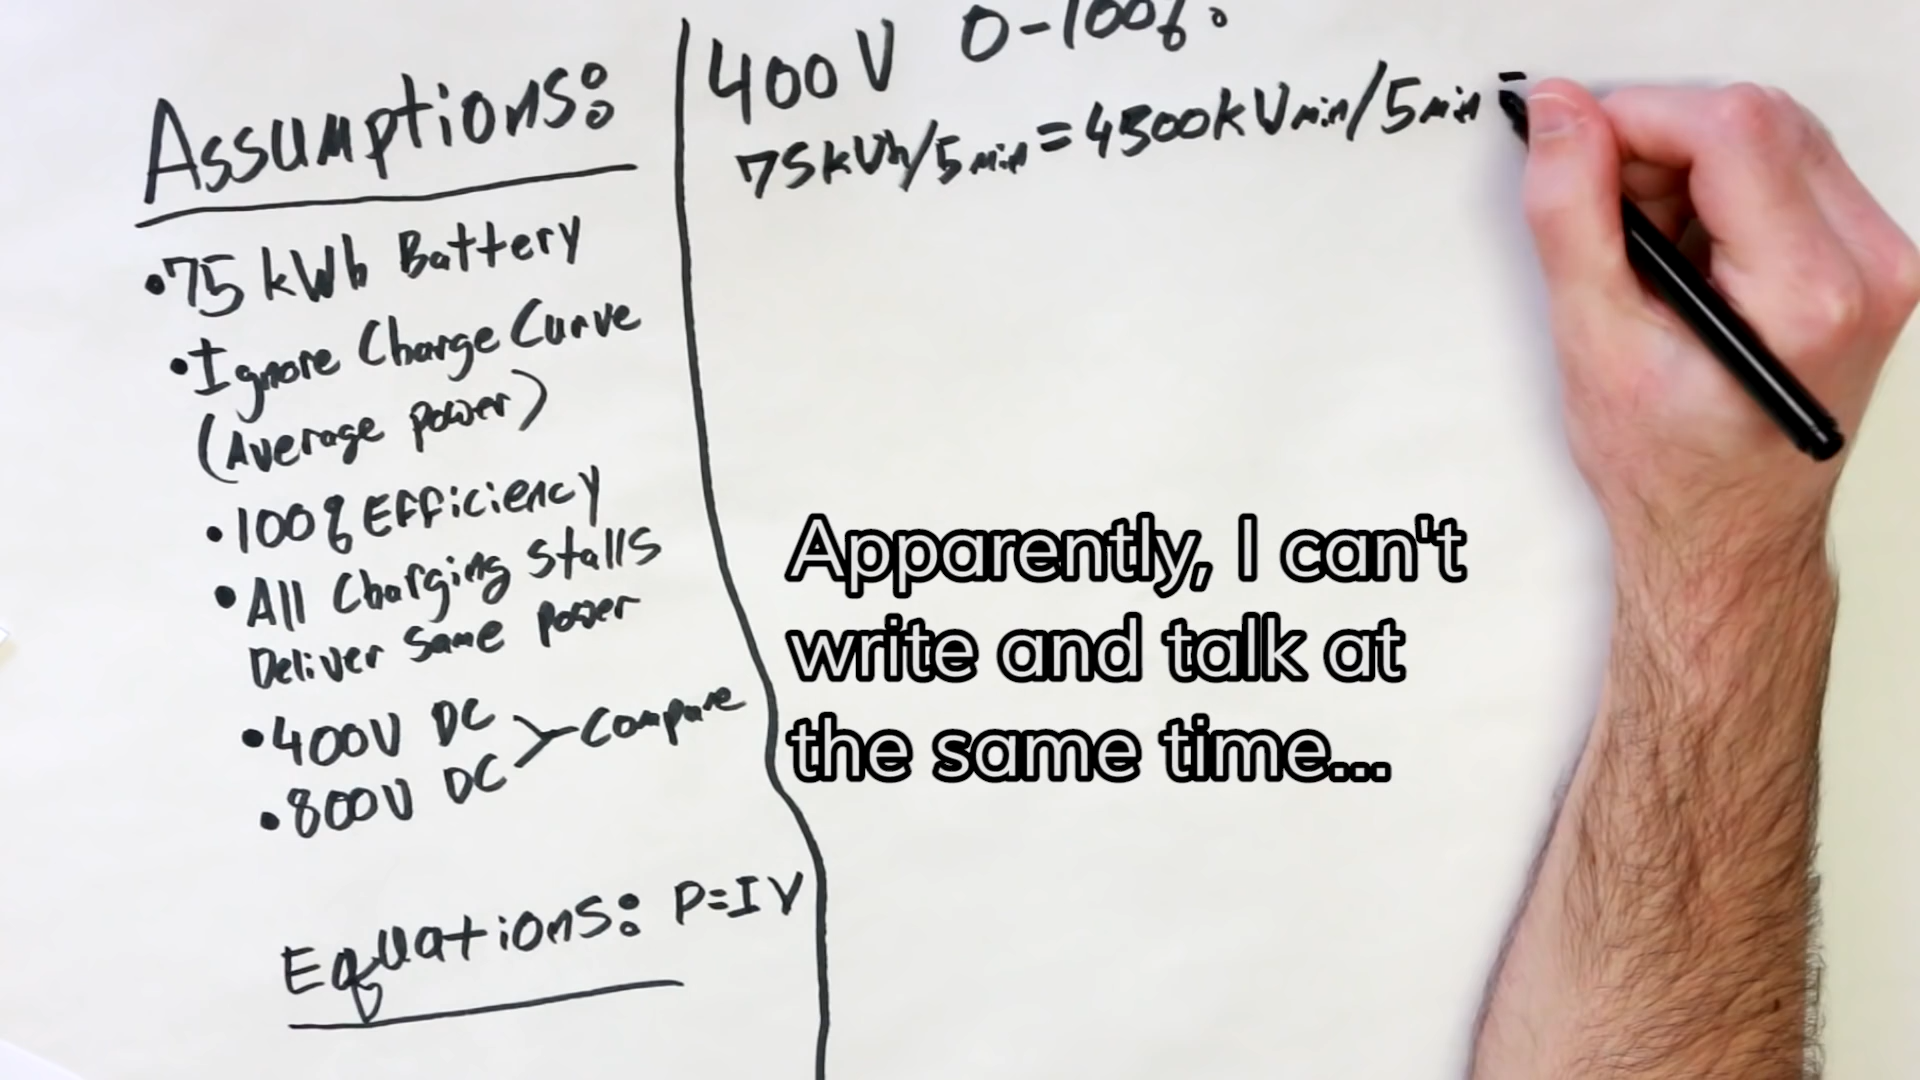 Assumptions:
•75 kWh Battery
•Ignore Charge Curve
(Average Power)
•100% Efficiency
•All Charging Stalls
Deliver Same Power
•400V DC
•800V DC
Compare
Equations: P=IV
400V 0-100%:
75kVh/5min=4500kVmin/5min
Apparently, I can't
write and talk at
the same time...